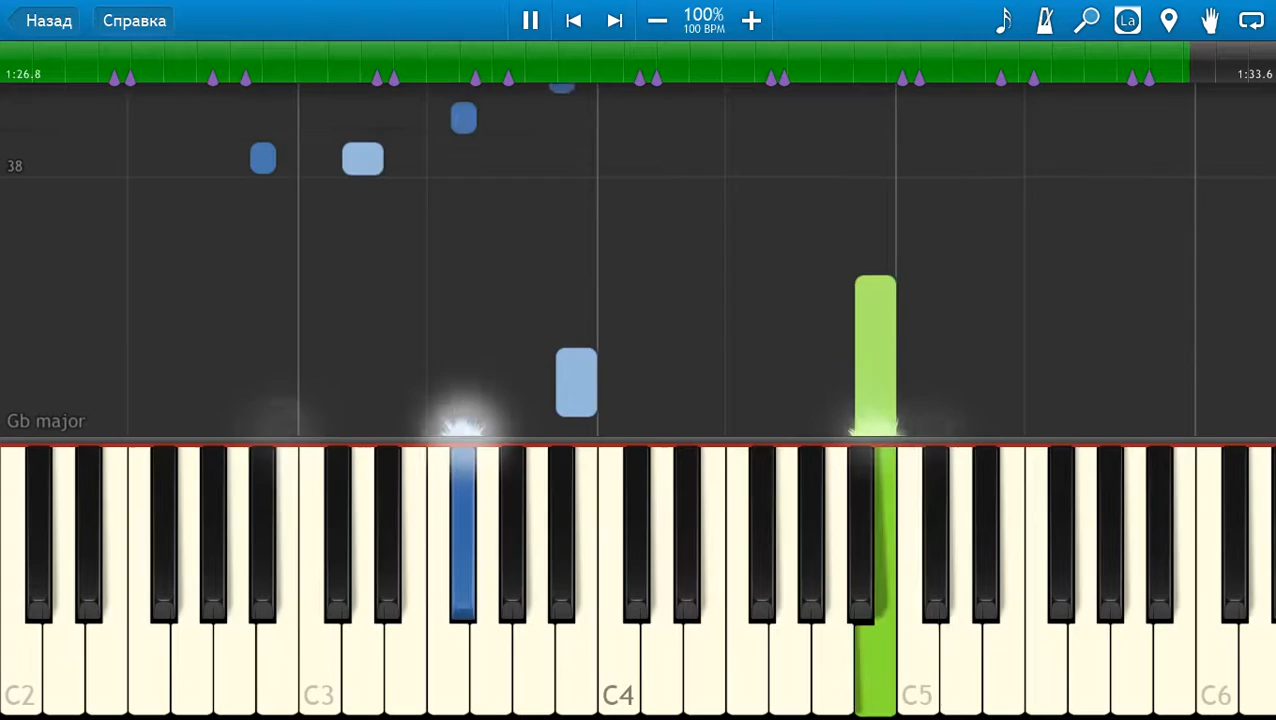 Назад
Справка
100%
100 BPM
La
1:26.8
1:33.6
38
Gb major
C2
C3
C4
C5
C6